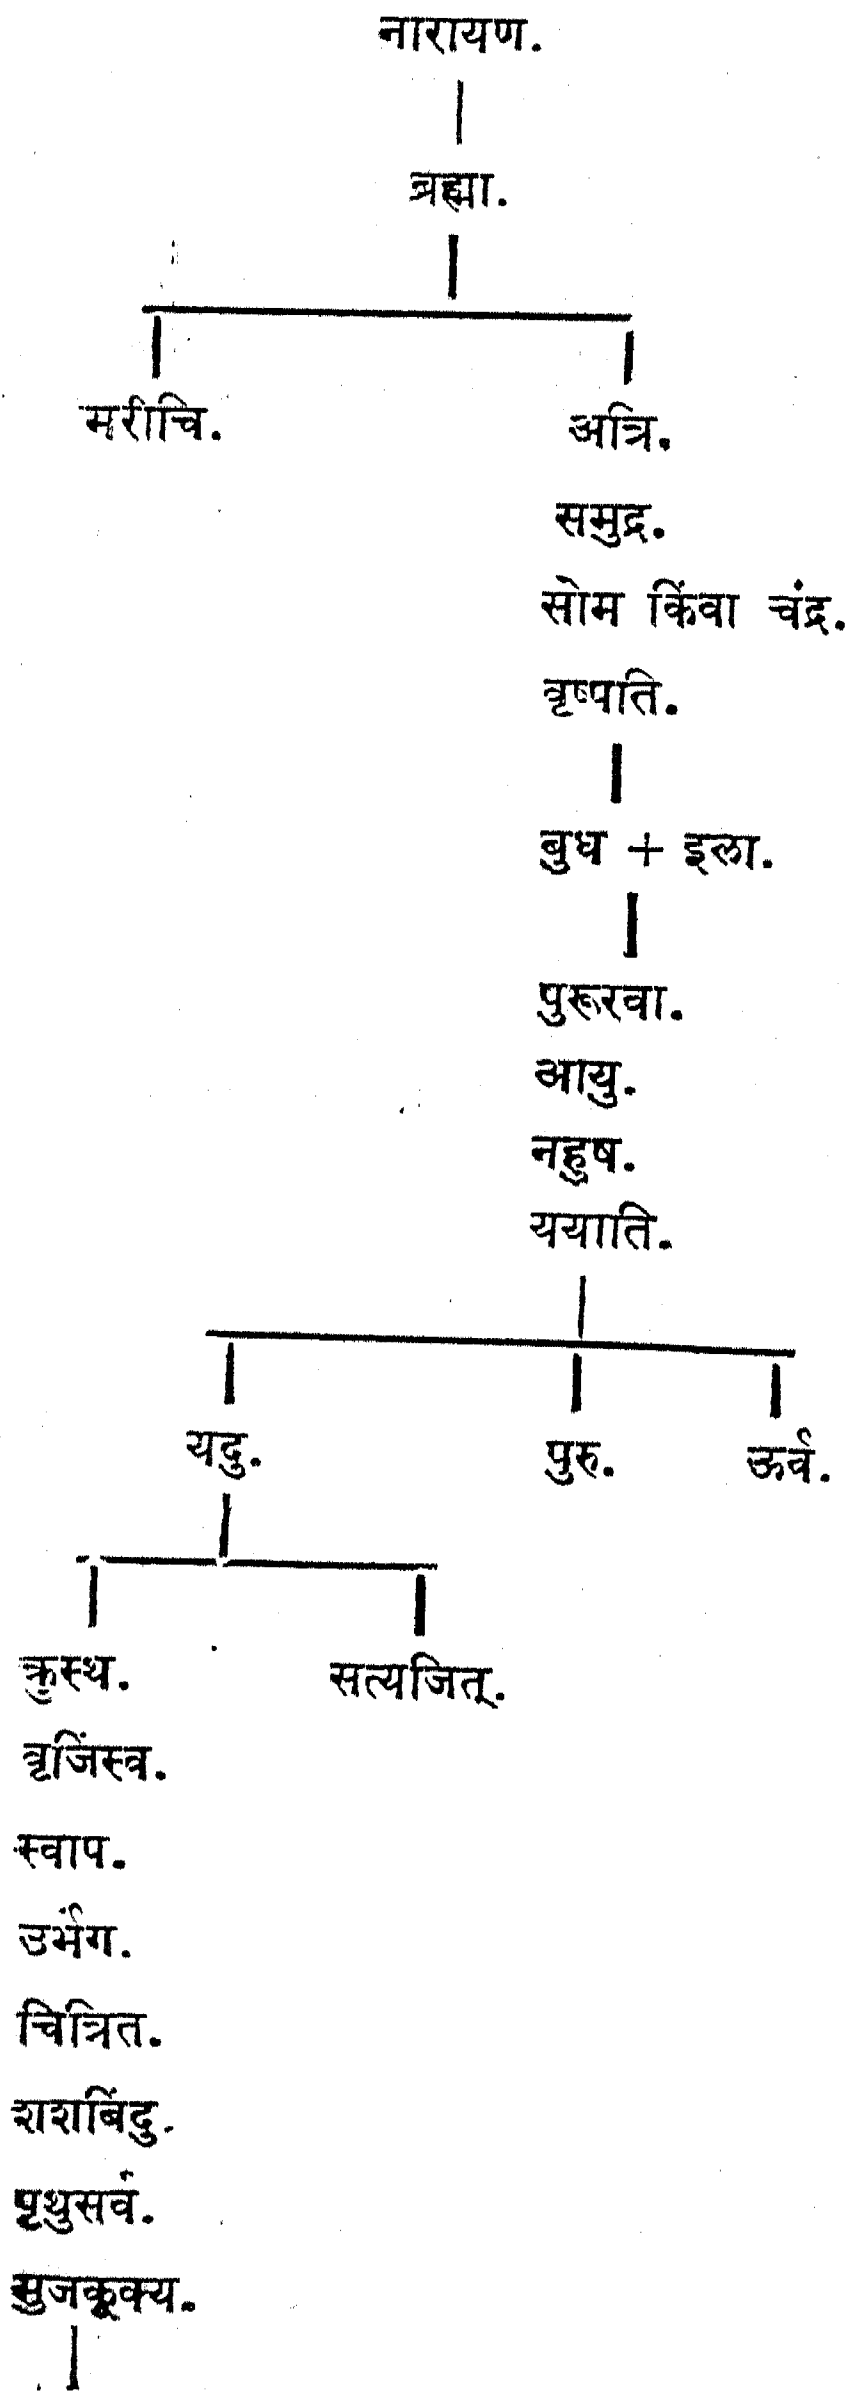 नारायण.
ब्रह्मा.
मरीचि. अत्रि.
समुद्र.
सोम किंवा चंद्र.
वृष्पति.
बुध + इला.
पुरूरवा.
आयु.
नहुष.
ययाति.
यदु. पुरु. ऊर्व.
क्रुस्थ. सत्यजित्.
वृजिंस्त्र.
स्वाप.
उर्भंग.
चित्रित.
शशबिंदु.
पृथुसर्व.
सुजकूक्य.